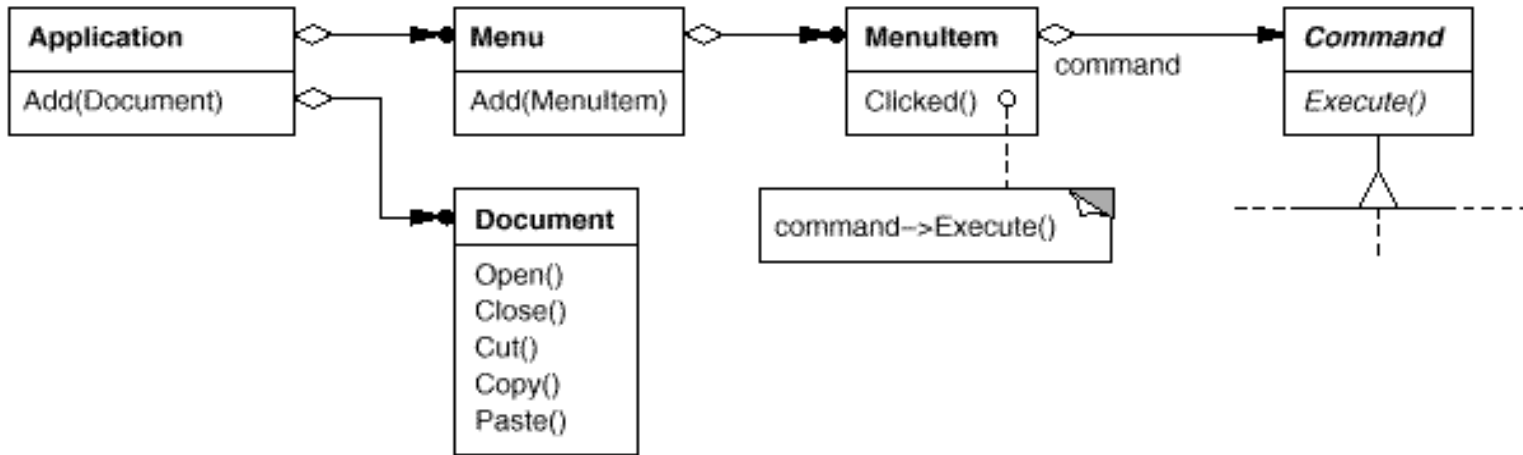 Application
Add(Document)
Menu
Add(MenuItem)
MenuItem
Clicked()
command
Command
Execute()
command–>Execute()
Document
Open()
Close()
Cut()
Copy()
Paste()